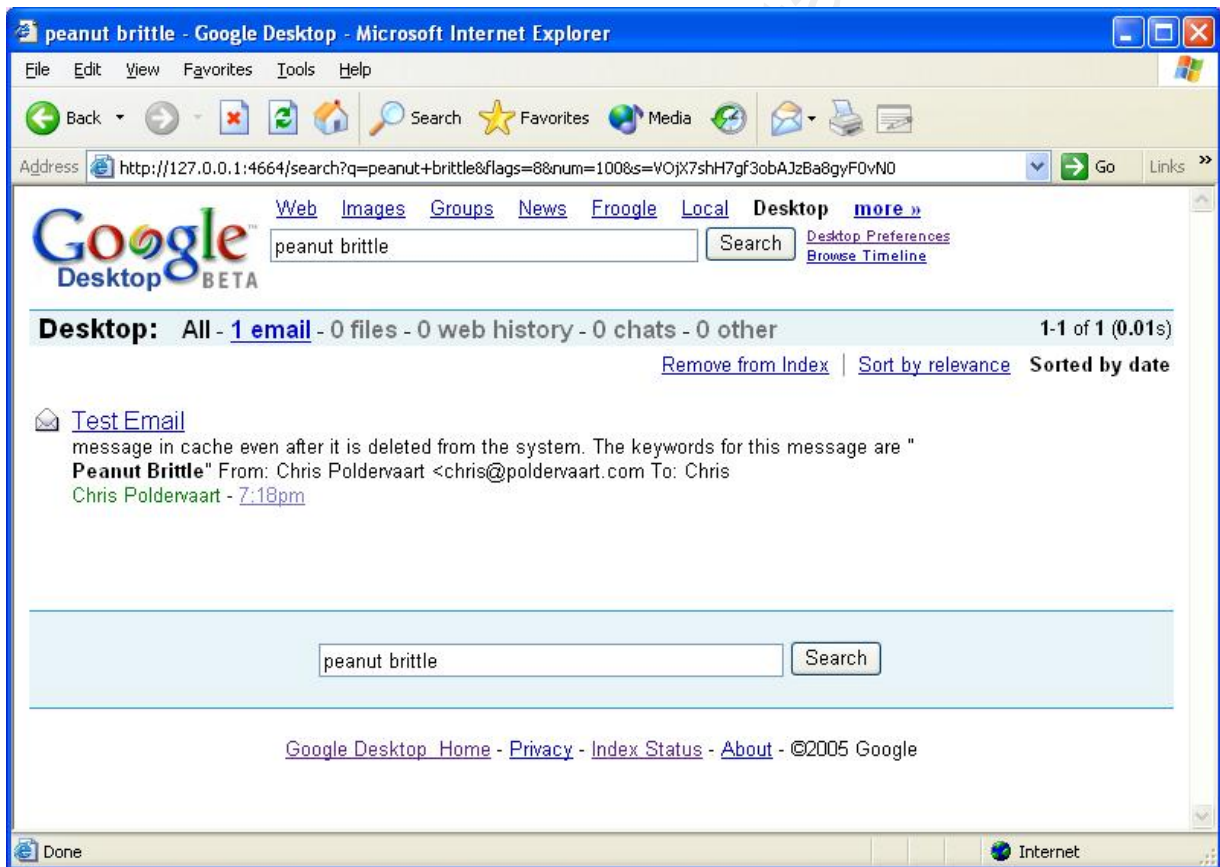 peanut brittle - Google Desktop - Microsoft Internet Explorer
File Edit View Favorites Tools Help
Back Search Favorites Media
Address http://127.0.0.1:4664/search?q=peanut+brittle&flags=8&num=100&s=VOjX7shH7gf3obAJzBa8gyF0vN0 Go Links »
Web Images Groups News Froogle Local Desktop more »
Google™ Desktop BETA
peanut brittle Search Desktop Preferences
Browse Timeline
Desktop: All - 1 email - 0 files - 0 web history - 0 chats - 0 other 1-1 of 1 (0.01s)
Remove from Index | Sort by relevance Sorted by date
Test Email
message in cache even after it is deleted from the system. The keywords for this message are "
Peanut Brittle" From: Chris Poldervaart <chris@poldervaart.com To: Chris
Chris Poldervaart - 7:18pm
peanut brittle Search
Google Desktop Home - Privacy - Index Status - About - ©2005 Google
Done Internet